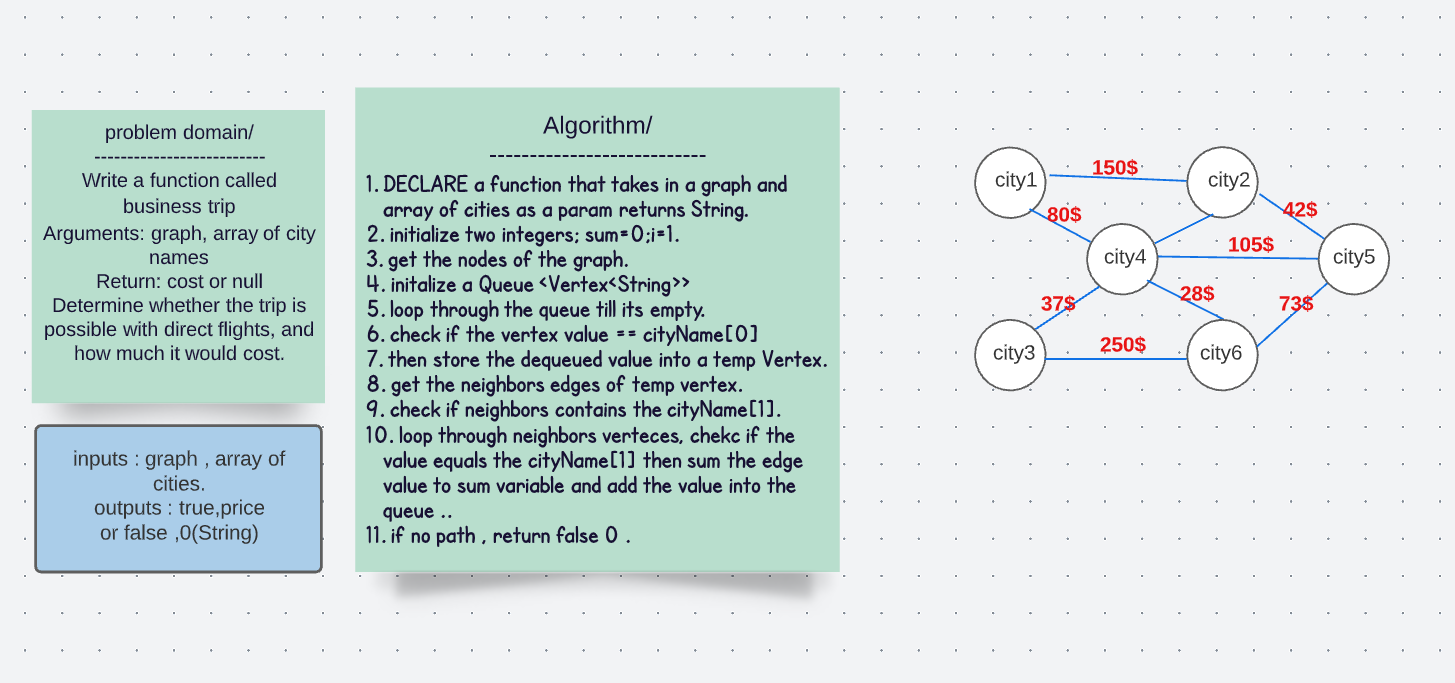 problem domain/
--------------------------
Write a function called
business trip
Arguments: graph, array of city
names
Return: cost or null
Determine whether the trip is
possible with direct flights, and
how much it would cost.
inputs : graph , array of
cities.
outputs : true,price
or false ,0(String)
Algorithm/
---------------------------
1. DECLARE a function that takes in a graph and
array of cities as a param returns String.
2. initialize two integers; sum=0;i=1.
3. get the nodes of the graph.
4. initalize a Queue <Vertex<String>>
5. loop through the queue till its empty.
6. check if the vertex value == cityName[0]
7. then store the dequeued value into a temp Vertex.
8. get the neighbors edges of temp vertex.
9. check if neighbors contains the cityName[1].
10. loop through neighbors verteces, chekc if the
value equals the cityName[1] then sum the edge
value to sum variable and add the value into the
queue ..
11. if no path , return false 0 .
city1
150$
city2
80$
42$
city4
105$
city5
37$
28$
73$
city3
250$
city6